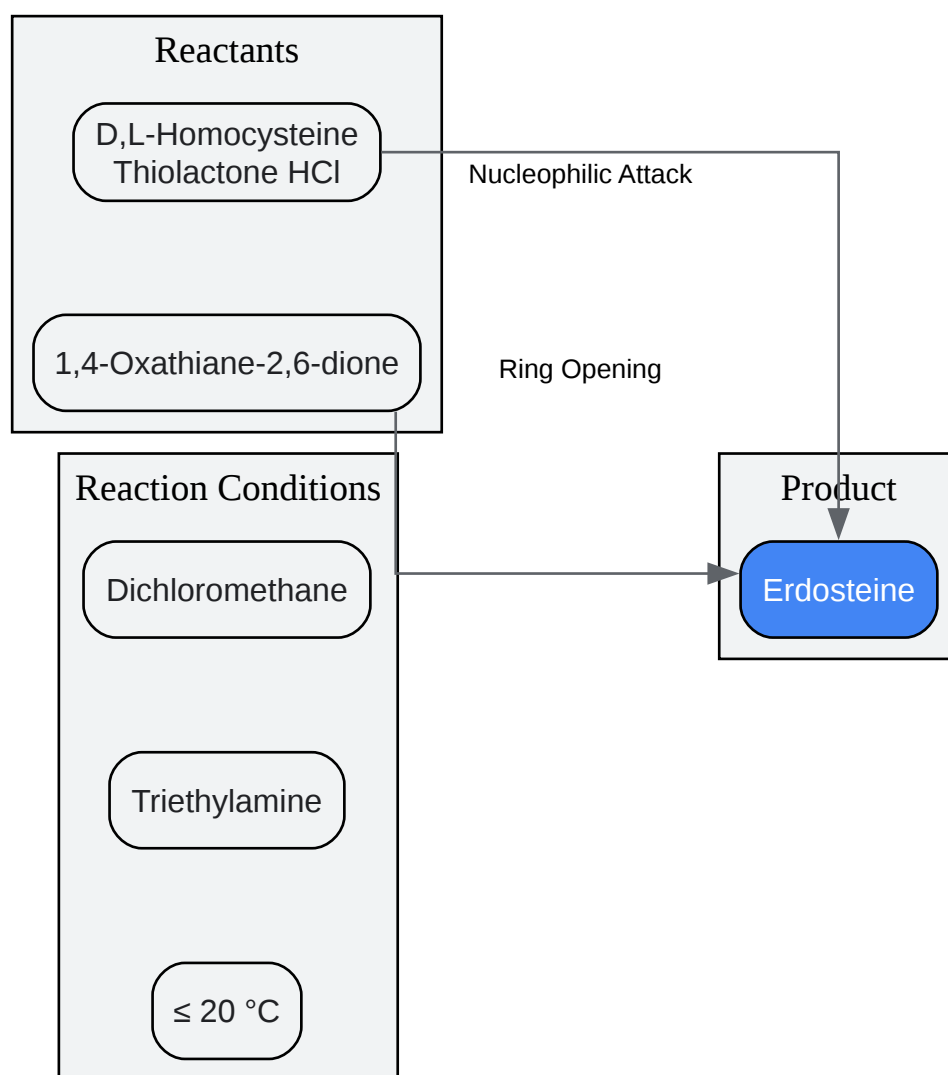 Reactants
D,L-Homocysteine
Thiolactone HCl
Nucleophilic Attack
1,4-Oxathiane-2,6-dione
Ring Opening
Reaction Conditions
Product
Dichloromethane
Erdosteine
Triethylamine
≤ 20 °C